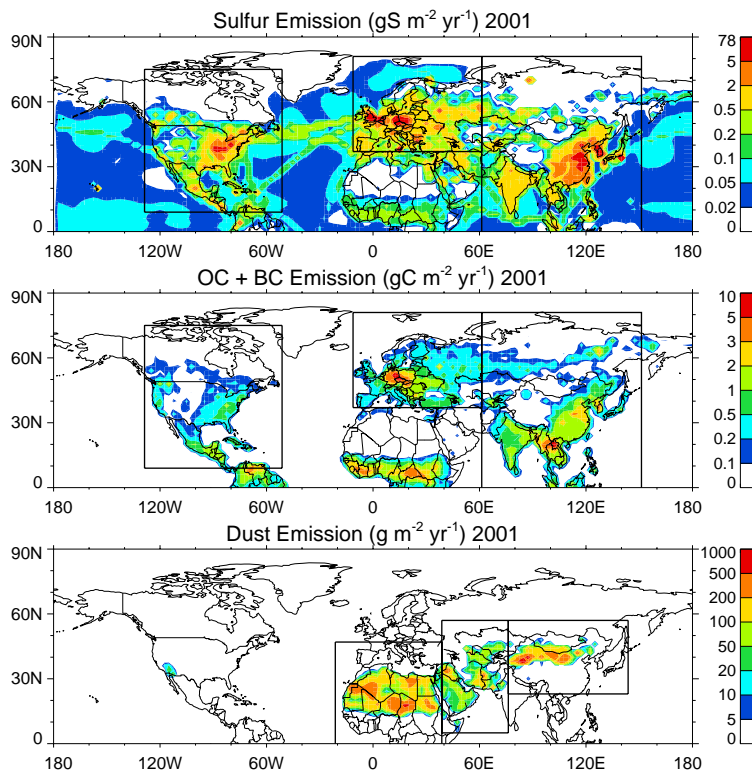 Sulfur Emission (gS m⁻² yr⁻¹) 2001
90N
60N
30N
0
180 120W 60W 0 60E 120E 180
78
5
2
1
0.5
0.2
0.1
0.05
0.02
0
OC + BC Emission (gC m⁻² yr⁻¹) 2001
90N
60N
30N
0
180 120W 60W 0 60E 120E 180
10
5
3
2
1
0.5
0.2
0.1
0
Dust Emission (g m⁻² yr⁻¹) 2001
90N
60N
30N
0
180 120W 60W 0 60E 120E 180
1000
500
200
100
50
20
10
5
0